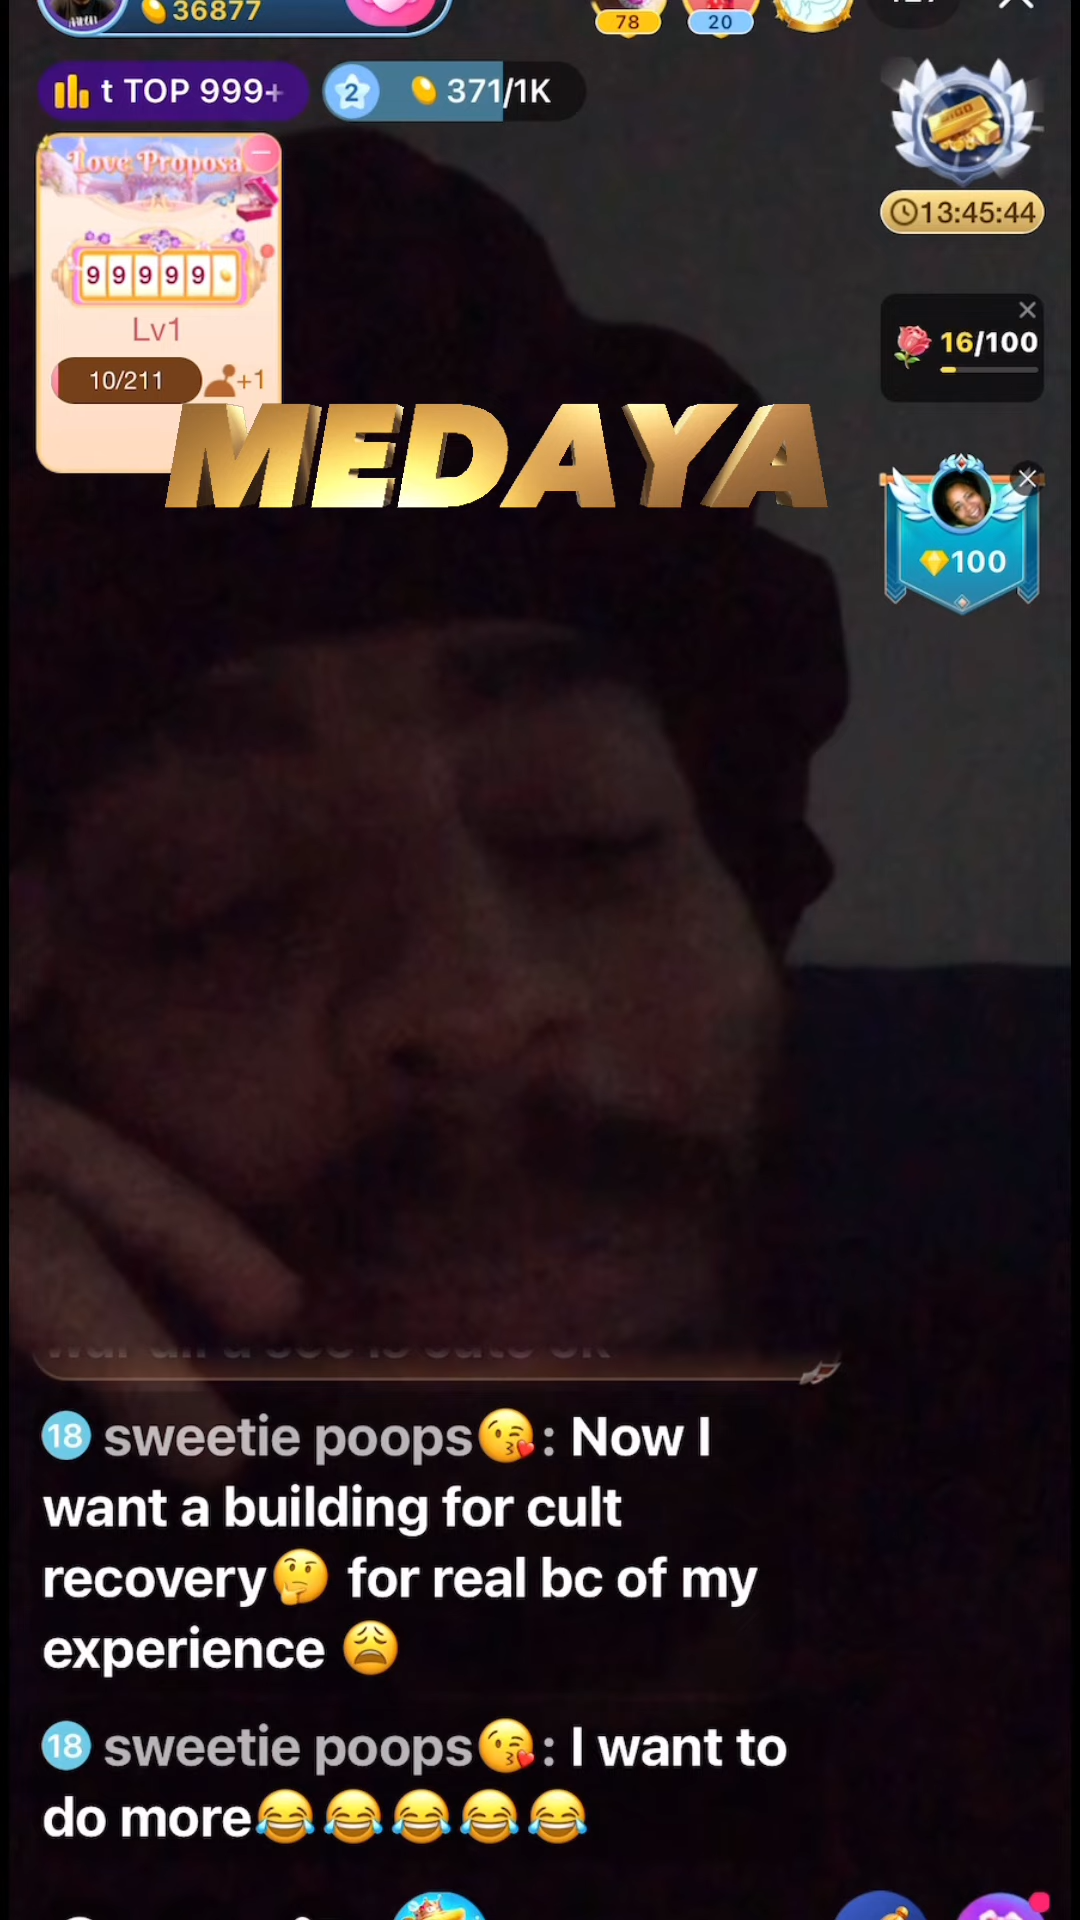 36877
78
20
t TOP 999+
2
371/1K
Love Proposa
13:45:44
99999
Lv1
10/211
+1
16/100
MEDAYA
100
18 sweetie poops😘: Now I
want a building for cult
recovery🤔 for real bc of my
experience 😩
18 sweetie poops😘: I want to
do more😂😂😂😂😂